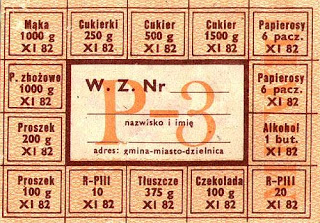 Mąka
1000 g
XI 82
Cukierki
250 g
XI 82
Cukier
500 g
XI 82
Cukier
1500 g
XI 82
Papierosy
6 pacz.
XI 82
P. zbożowe
1000 g
XI 82
W. Z. Nr
P-3
nazwisko i imię
adres: gmina-miasto-dzielnica
Papierosy
6 pacz.
XI 82
Proszek
200 g
XI 82
Alkohol
1 but.
XI 82
Proszek
100 g
XI 82
R-PIII
10
XI 82
Tłuszcze
375 g
XI 82
Czekolada
100 g
XI 82
R-PIII
20
XI 82